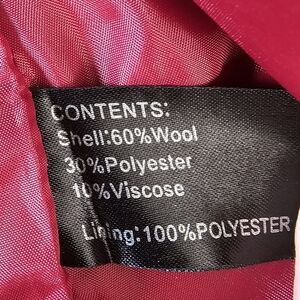 CONTENTS:
Shell:60%Wool
30%Polyester
10%Viscose
Lining:100%POLYESTER